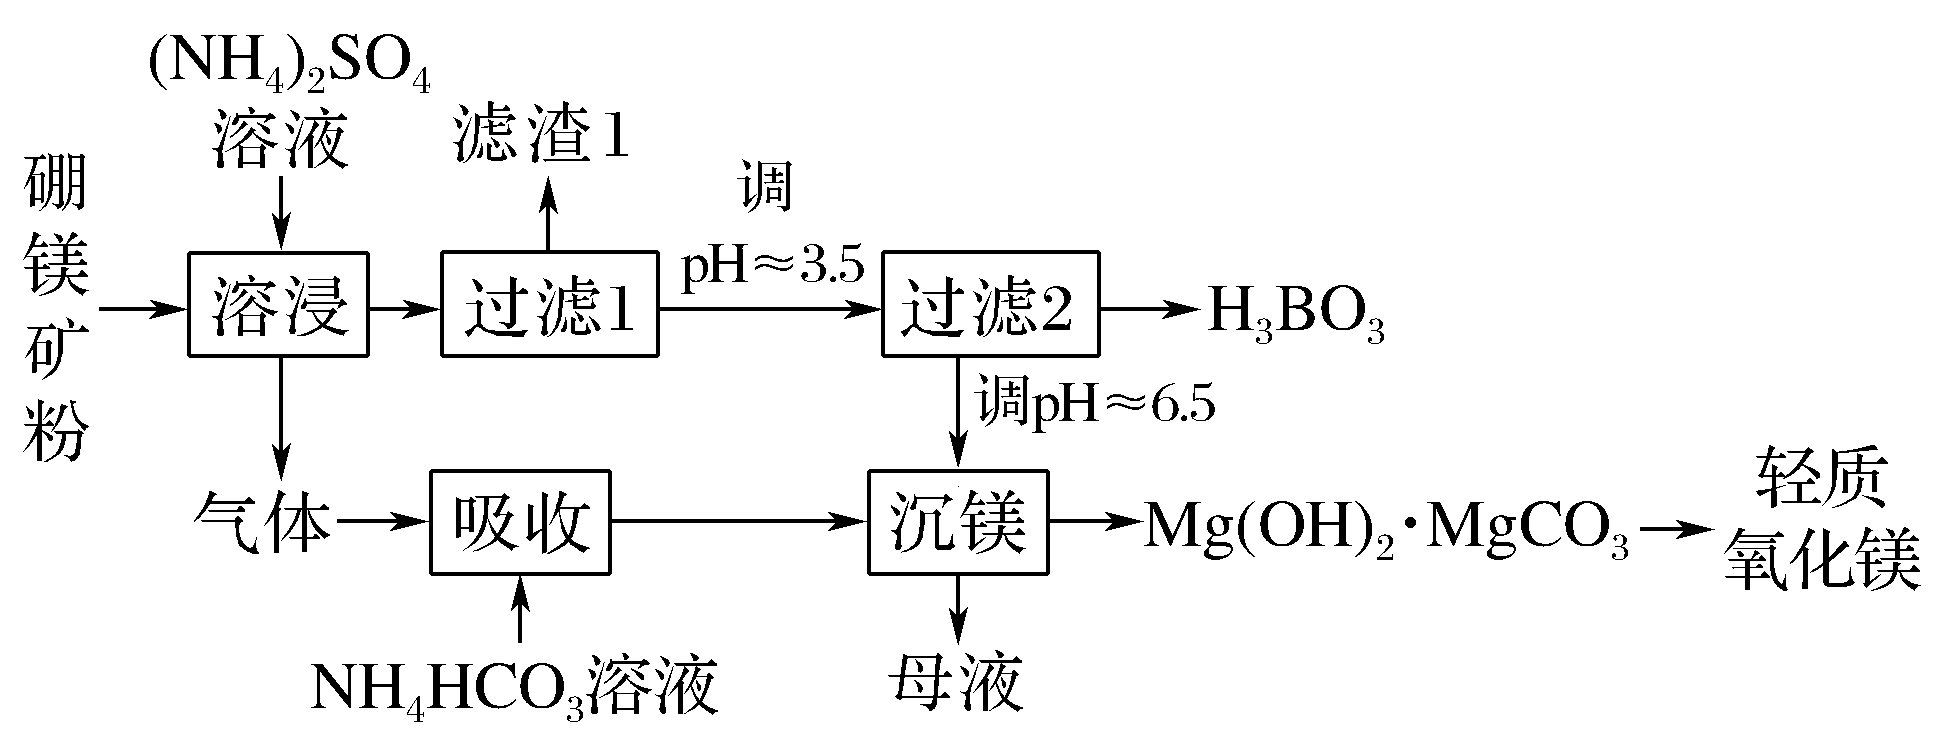 (NH₄)₂SO₄
溶液
硼镁矿粉
溶浸
过滤1
滤渣1
调
pH≈3.5
过滤2
H₃BO₃
调pH≈6.5
气体
吸收
NH₄HCO₃溶液
沉镁
母液
Mg(OH)₂·MgCO₃
轻质
氧化镁